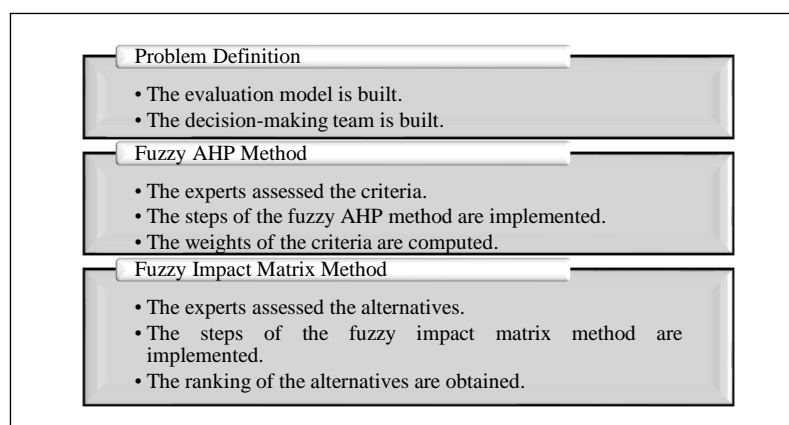 Problem Definition
• The evaluation model is built.
• The decision-making team is built.
Fuzzy AHP Method
• The experts assessed the criteria.
• The steps of the fuzzy AHP method are implemented.
• The weights of the criteria are computed.
Fuzzy Impact Matrix Method
• The experts assessed the alternatives.
• The steps of the fuzzy impact matrix method are
implemented.
• The ranking of the alternatives are obtained.